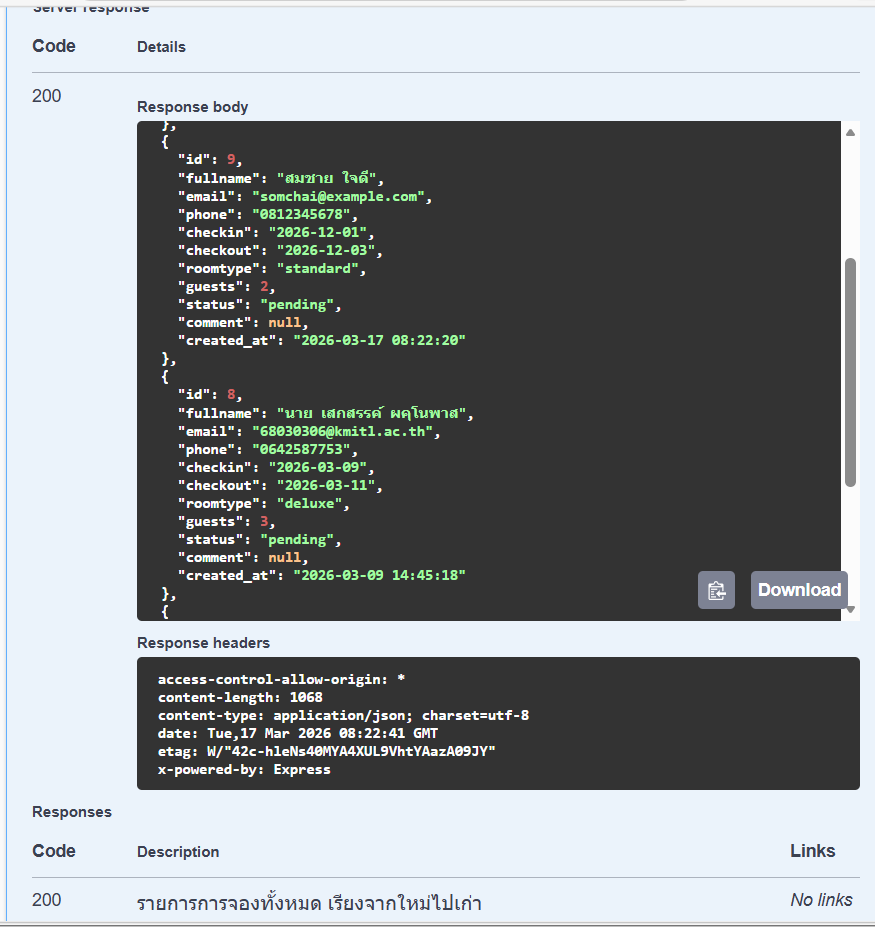 Server response
Code Details
200
Response body
},
{
"id": 9,
"fullname": "สมชาย ใจดี",
"email": "somchai@example.com",
"phone": "0812345678",
"checkin": "2026-12-01",
"checkout": "2026-12-03",
"roomtype": "standard",
"guests": 2,
"status": "pending",
"comment": null,
"created_at": "2026-03-17 08:22:20"
},
{
"id": 8,
"fullname": "นาย เสกสรรค์ ผคุโนพาส",
"email": "68030306@kmitl.ac.th",
"phone": "0642587753",
"checkin": "2026-03-09",
"checkout": "2026-03-11",
"roomtype": "deluxe",
"guests": 3,
"status": "pending",
"comment": null,
"created_at": "2026-03-09 14:45:18"
},
{
Download
Response headers
access-control-allow-origin: *
content-length: 1068
content-type: application/json; charset=utf-8
date: Tue,17 Mar 2026 08:22:41 GMT
etag: W/"42c-hleNs40MYA4XUL9VhtYAazA09JY"
x-powered-by: Express
Responses
Code Description Links
200 รายการการจองทั้งหมด เรียงจากใหม่ไปเก่า No links